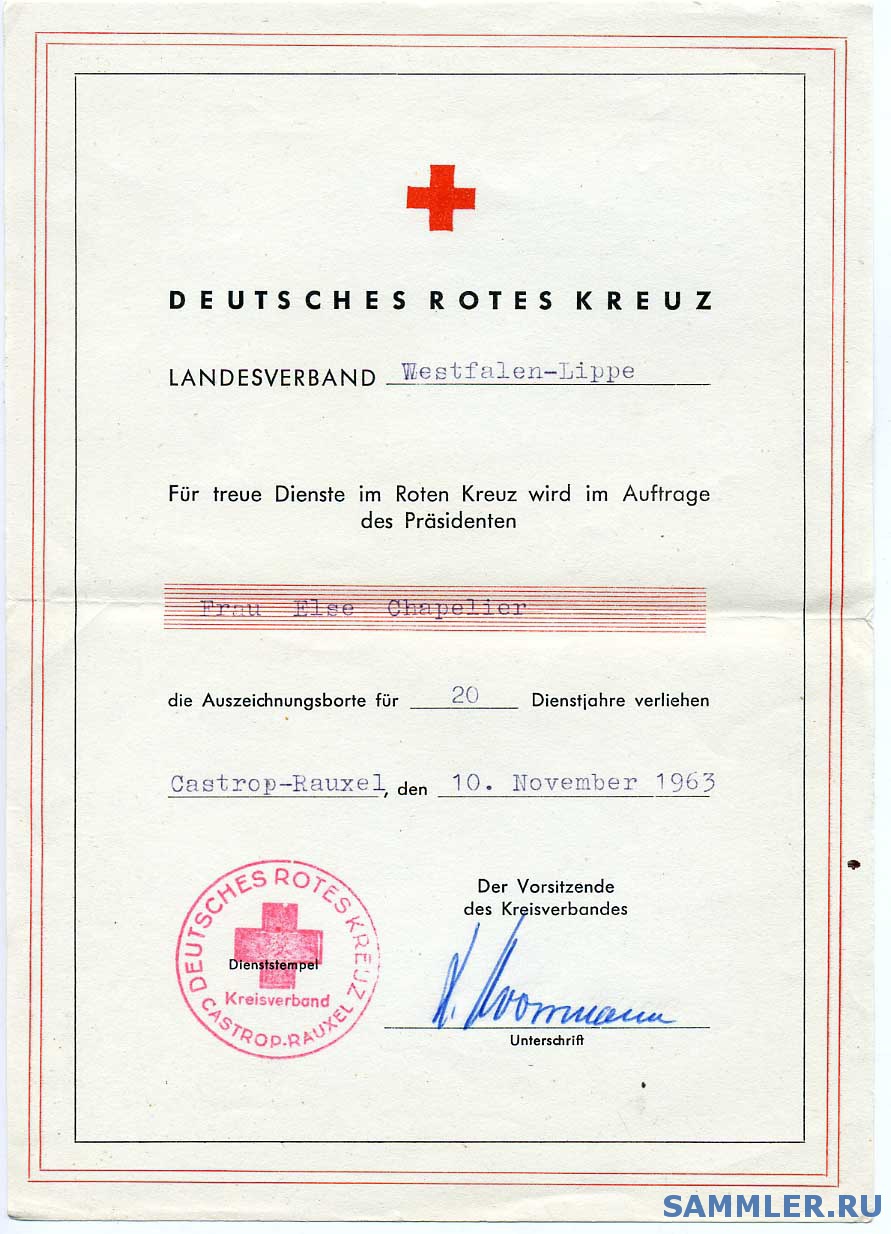 DEUTSCHES ROTES KREUZ
LANDESVERBAND Westfalen-Lippe
Für treue Dienste im Roten Kreuz wird im Auftrage
des Präsidenten
Frau Else Chapelier
die Auszeichnungsborte für 20 Dienstjahre verliehen
Castrop-Rauxel, den 10. November 1963
Der Vorsitzende
des Kreisverbandes
DEUTSCHES ROTES KREUZ
Dienststempel
Kreisverband
CASTROP-RAUXEL
Unterschrift
SAMMLER.RU